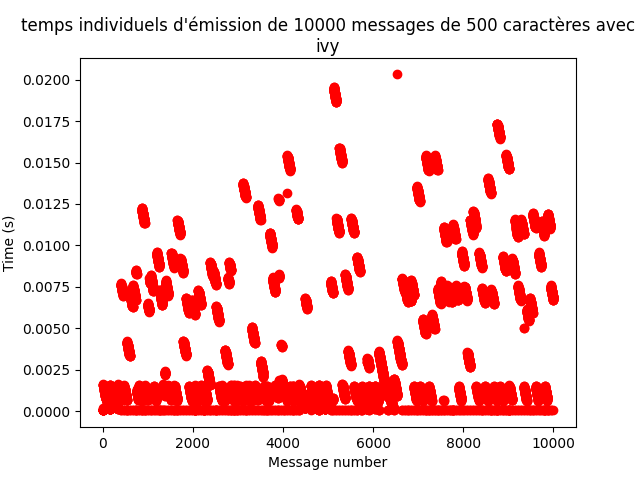 temps individuels d'émission de 10000 messages de 500 caractères avec
ivy
0.0200
0.0175
0.0150
0.0125
0.0100
0.0075
0.0050
0.0025
0.0000
Time (s)
0 2000 4000 6000 8000 10000
Message number